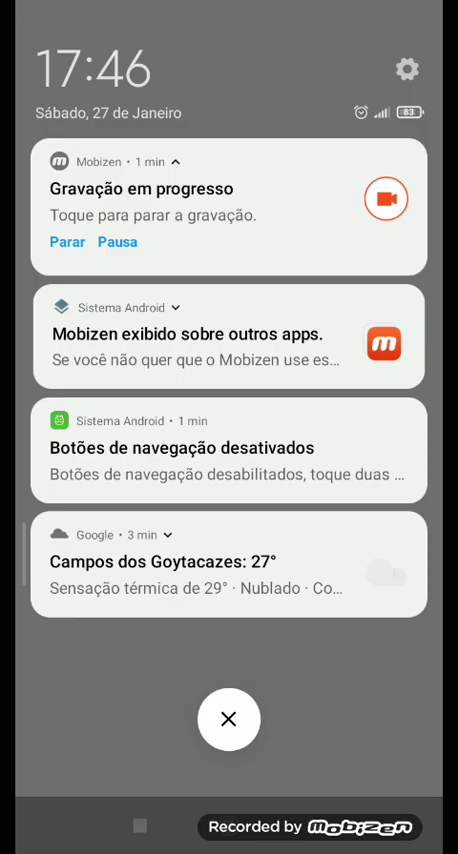 17:46
Sábado, 27 de Janeiro
83
Mobizen • 1 min
Gravação em progresso
Toque para parar a gravação.
Parar Pausa
Sistema Android
Mobizen exibido sobre outros apps.
Se você não quer que o Mobizen use es...
m
Sistema Android • 1 min
Botões de navegação desativados
Botões de navegação desabilitados, toque duas ...
Google • 3 min
Campos dos Goytacazes: 27°
Sensação térmica de 29° · Nublado · Co...
Recorded by Mobizen